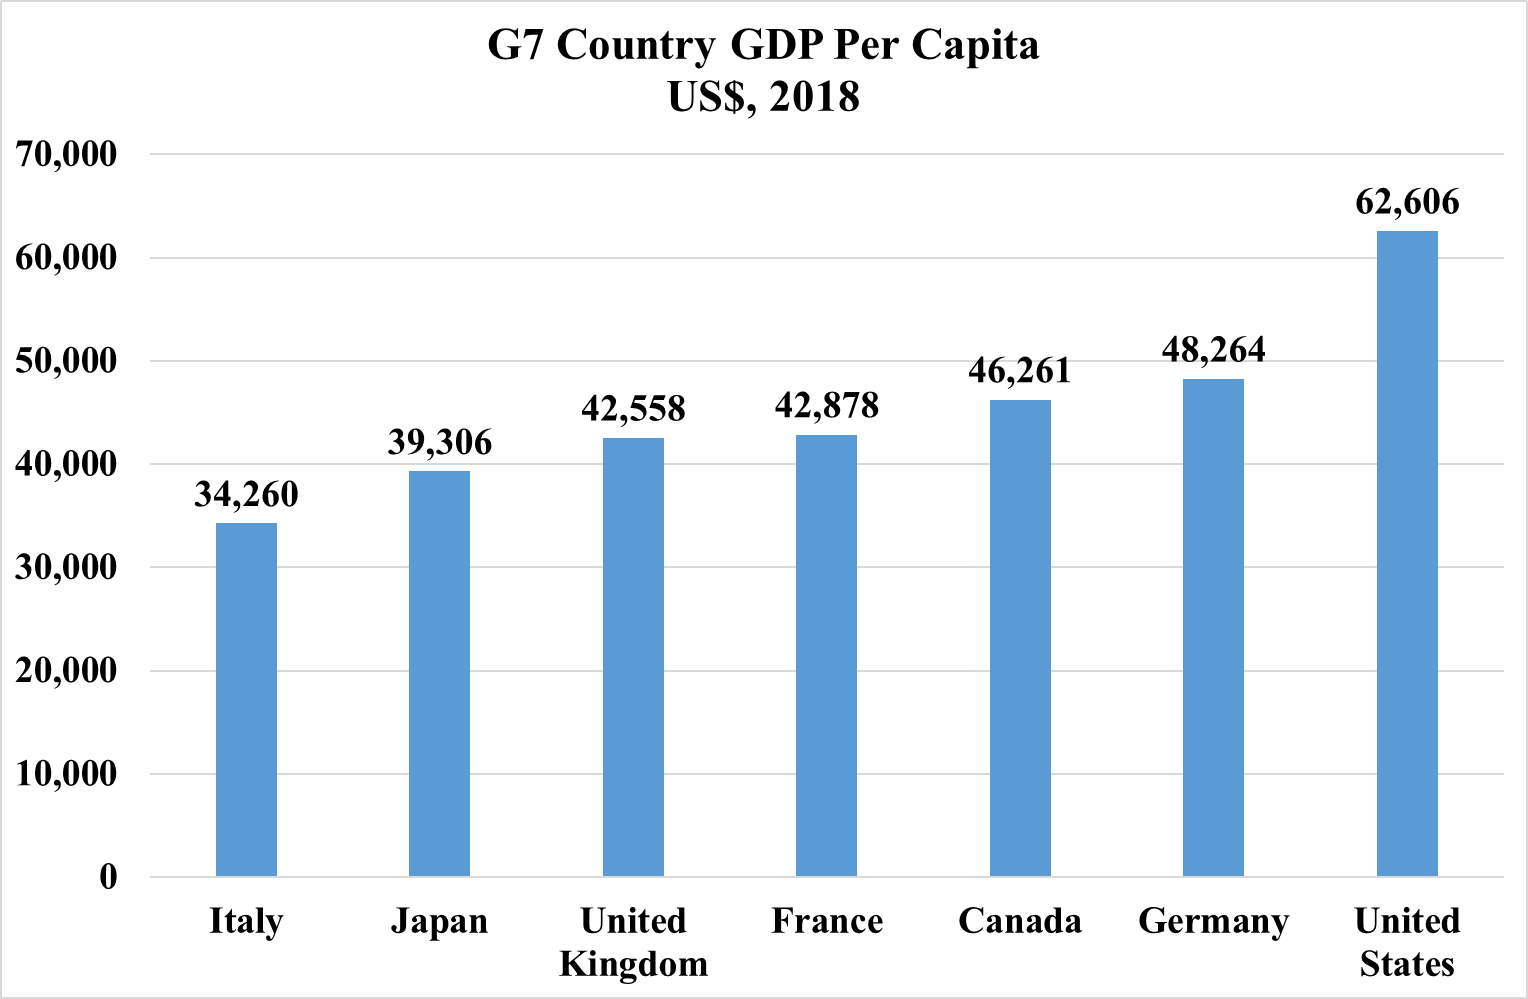 G7 Country GDP Per Capita
US$, 2018
70,000
60,000
50,000
40,000
30,000
20,000
10,000
0
34,260
39,306
42,558
42,878
46,261
48,264
62,606
Italy
Japan
United
Kingdom
France
Canada
Germany
United
States